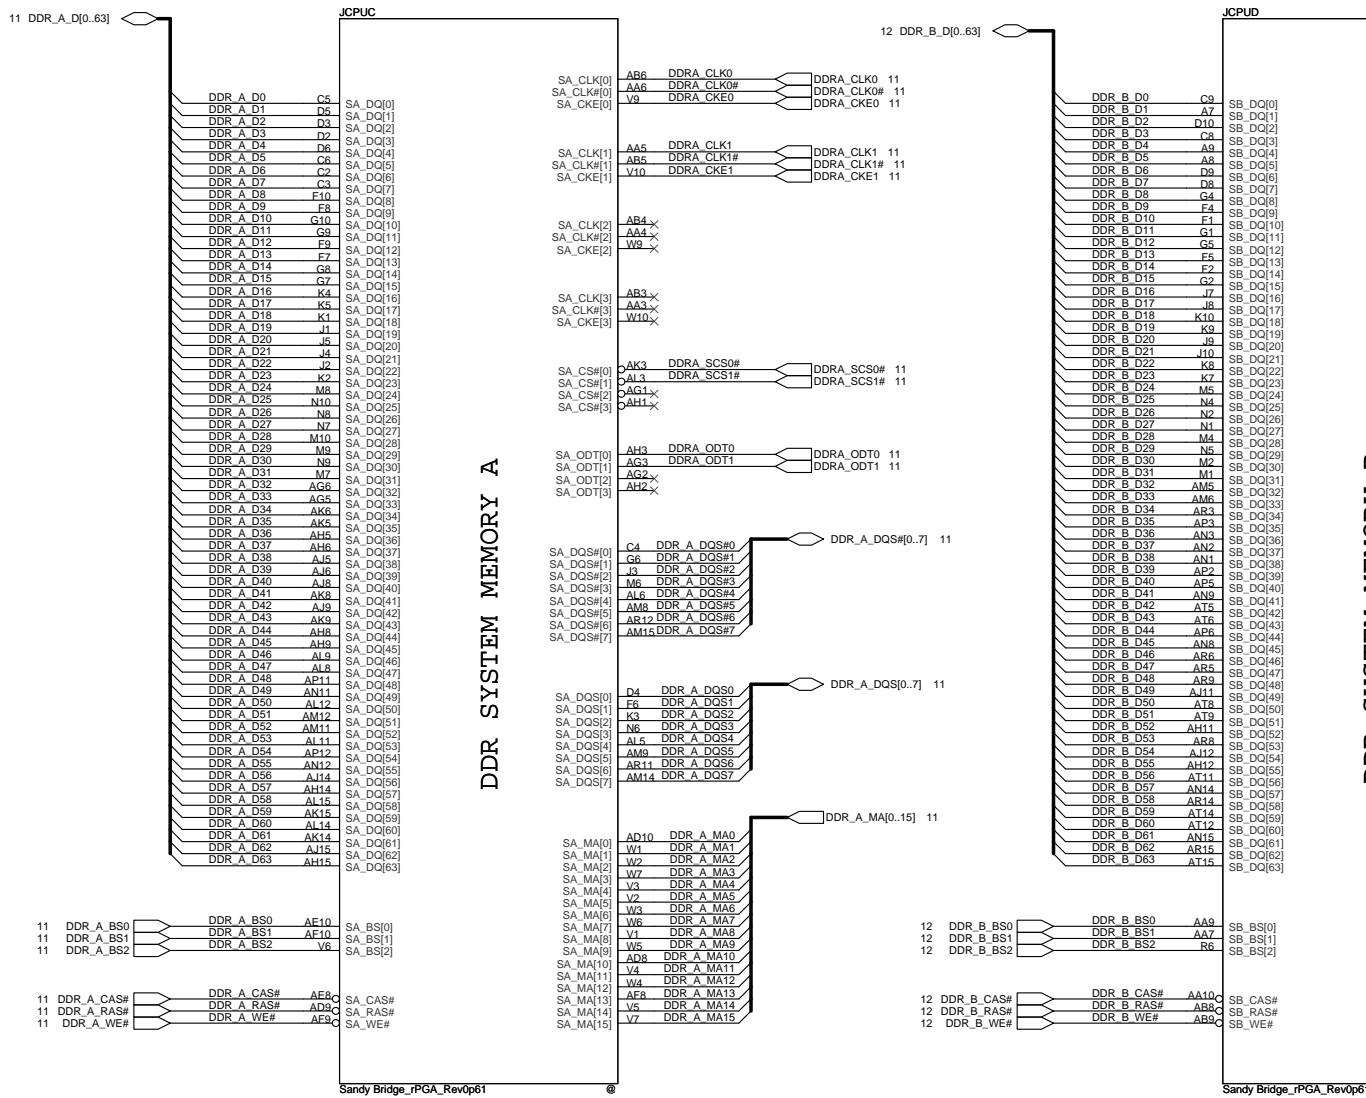 11 DDR_A_D[0..63]
JCPUC
DDR_A_D0 C5 SA_DQ[0]
DDR_A_D1 D5 SA_DQ[1]
DDR_A_D2 D3 SA_DQ[2]
DDR_A_D3 D2 SA_DQ[3]
DDR_A_D4 D6 SA_DQ[4]
DDR_A_D5 C6 SA_DQ[5]
DDR_A_D6 C2 SA_DQ[6]
DDR_A_D7 C3 SA_DQ[7]
DDR_A_D8 F10 SA_DQ[8]
DDR_A_D9 F8 SA_DQ[9]
DDR_A_D10 G10 SA_DQ[10]
DDR_A_D11 G9 SA_DQ[11]
DDR_A_D12 F9 SA_DQ[12]
DDR_A_D13 F7 SA_DQ[13]
DDR_A_D14 G8 SA_DQ[14]
DDR_A_D15 G7 SA_DQ[15]
DDR_A_D16 K4 SA_DQ[16]
DDR_A_D17 K5 SA_DQ[17]
DDR_A_D18 K1 SA_DQ[18]
DDR_A_D19 J1 SA_DQ[19]
DDR_A_D20 J5 SA_DQ[20]
DDR_A_D21 J4 SA_DQ[21]
DDR_A_D22 J2 SA_DQ[22]
DDR_A_D23 K2 SA_DQ[23]
DDR_A_D24 M8 SA_DQ[24]
DDR_A_D25 N10 SA_DQ[25]
DDR_A_D26 N8 SA_DQ[26]
DDR_A_D27 N7 SA_DQ[27]
DDR_A_D28 M10 SA_DQ[28]
DDR_A_D29 M9 SA_DQ[29]
DDR_A_D30 N9 SA_DQ[30]
DDR_A_D31 M7 SA_DQ[31]
DDR_A_D32 AG6 SA_DQ[32]
DDR_A_D33 AG5 SA_DQ[33]
DDR_A_D34 AK6 SA_DQ[34]
DDR_A_D35 AK5 SA_DQ[35]
DDR_A_D36 AH5 SA_DQ[36]
DDR_A_D37 AH6 SA_DQ[37]
DDR_A_D38 AJ5 SA_DQ[38]
DDR_A_D39 AJ6 SA_DQ[39]
DDR_A_D40 AJ8 SA_DQ[40]
DDR_A_D41 AK8 SA_DQ[41]
DDR_A_D42 AJ9 SA_DQ[42]
DDR_A_D43 AK9 SA_DQ[43]
DDR_A_D44 AH8 SA_DQ[44]
DDR_A_D45 AH9 SA_DQ[45]
DDR_A_D46 AL9 SA_DQ[46]
DDR_A_D47 AL8 SA_DQ[47]
DDR_A_D48 AP11 SA_DQ[48]
DDR_A_D49 AN11 SA_DQ[49]
DDR_A_D50 AL12 SA_DQ[50]
DDR_A_D51 AM12 SA_DQ[51]
DDR_A_D52 AM11 SA_DQ[52]
DDR_A_D53 AL11 SA_DQ[53]
DDR_A_D54 AP12 SA_DQ[54]
DDR_A_D55 AN12 SA_DQ[55]
DDR_A_D56 AJ14 SA_DQ[56]
DDR_A_D57 AH14 SA_DQ[57]
DDR_A_D58 AL15 SA_DQ[58]
DDR_A_D59 AK15 SA_DQ[59]
DDR_A_D60 AL14 SA_DQ[60]
DDR_A_D61 AK14 SA_DQ[61]
DDR_A_D62 AJ15 SA_DQ[62]
DDR_A_D63 AH15 SA_DQ[63]
11 DDR_A_BS0 DDR_A_BS0 AE10 SA_BS[0]
11 DDR_A_BS1 DDR_A_BS1 AF10 SA_BS[1]
11 DDR_A_BS2 DDR_A_BS2 V6 SA_BS[2]
11 DDR_A_CAS# DDR_A_CAS# AE8 SA_CAS#
11 DDR_A_RAS# DDR_A_RAS# AD9 SA_RAS#
11 DDR_A_WE# DDR_A_WE# AF9 SA_WE#
DDR SYSTEM MEMORY A
SA_CLK[0] AB6 DDRA_CLK0 DDRA_CLK0 11
SA_CLK#[0] AA6 DDRA_CLK0# DDRA_CLK0# 11
SA_CKE[0] V9 DDRA_CKE0 DDRA_CKE0 11
SA_CLK[1] AA5 DDRA_CLK1 DDRA_CLK1 11
SA_CLK#[1] AB5 DDRA_CLK1# DDRA_CLK1# 11
SA_CKE[1] V10 DDRA_CKE1 DDRA_CKE1 11
SA_CLK[2] AB4
SA_CLK#[2] AA4
SA_CKE[2] W9
SA_CLK[3] AB3
SA_CLK#[3] AA3
SA_CKE[3] W10
SA_CS#[0] AK3 DDRA_SCS0# DDRA_SCS0# 11
SA_CS#[1] AL3 DDRA_SCS1# DDRA_SCS1# 11
SA_CS#[2] AG1
SA_CS#[3] AH1
SA_ODT[0] AH3 DDRA_ODT0 DDRA_ODT0 11
SA_ODT[1] AG3 DDRA_ODT1 DDRA_ODT1 11
SA_ODT[2] AG2
SA_ODT[3] AH2
DDR_A_DQS#[0..7] 11
SA_DQS#[0] C4 DDR_A_DQS#0
SA_DQS#[1] G6 DDR_A_DQS#1
SA_DQS#[2] J3 DDR_A_DQS#2
SA_DQS#[3] M6 DDR_A_DQS#3
SA_DQS#[4] AL6 DDR_A_DQS#4
SA_DQS#[5] AM8 DDR_A_DQS#5
SA_DQS#[6] AR12 DDR_A_DQS#6
SA_DQS#[7] AM15 DDR_A_DQS#7
DDR_A_DQS[0..7] 11
SA_DQS[0] D4 DDR_A_DQS0
SA_DQS[1] F6 DDR_A_DQS1
SA_DQS[2] K3 DDR_A_DQS2
SA_DQS[3] N6 DDR_A_DQS3
SA_DQS[4] AL5 DDR_A_DQS4
SA_DQS[5] AM9 DDR_A_DQS5
SA_DQS[6] AR11 DDR_A_DQS6
SA_DQS[7] AM14 DDR_A_DQS7
DDR_A_MA[0..15] 11
SA_MA[0] AD10 DDR_A_MA0
SA_MA[1] W1 DDR_A_MA1
SA_MA[2] W2 DDR_A_MA2
SA_MA[3] W7 DDR_A_MA3
SA_MA[4] V3 DDR_A_MA4
SA_MA[5] V2 DDR_A_MA5
SA_MA[6] W3 DDR_A_MA6
SA_MA[7] W6 DDR_A_MA7
SA_MA[8] V1 DDR_A_MA8
SA_MA[9] W5 DDR_A_MA9
SA_MA[10] AD8 DDR_A_MA10
SA_MA[11] V4 DDR_A_MA11
SA_MA[12] W4 DDR_A_MA12
SA_MA[13] AF8 DDR_A_MA13
SA_MA[14] V5 DDR_A_MA14
SA_MA[15] V7 DDR_A_MA15
Sandy Bridge_rPGA_Rev0p61 @
12 DDR_B_D[0..63]
JCPUD
DDR_B_D0 C9 SB_DQ[0]
DDR_B_D1 A7 SB_DQ[1]
DDR_B_D2 D10 SB_DQ[2]
DDR_B_D3 C8 SB_DQ[3]
DDR_B_D4 A9 SB_DQ[4]
DDR_B_D5 A8 SB_DQ[5]
DDR_B_D6 D9 SB_DQ[6]
DDR_B_D7 D8 SB_DQ[7]
DDR_B_D8 G4 SB_DQ[8]
DDR_B_D9 F4 SB_DQ[9]
DDR_B_D10 F1 SB_DQ[10]
DDR_B_D11 G1 SB_DQ[11]
DDR_B_D12 G5 SB_DQ[12]
DDR_B_D13 F5 SB_DQ[13]
DDR_B_D14 F2 SB_DQ[14]
DDR_B_D15 G2 SB_DQ[15]
DDR_B_D16 J7 SB_DQ[16]
DDR_B_D17 J8 SB_DQ[17]
DDR_B_D18 K10 SB_DQ[18]
DDR_B_D19 K9 SB_DQ[19]
DDR_B_D20 J9 SB_DQ[20]
DDR_B_D21 J10 SB_DQ[21]
DDR_B_D22 K8 SB_DQ[22]
DDR_B_D23 K7 SB_DQ[23]
DDR_B_D24 M5 SB_DQ[24]
DDR_B_D25 N4 SB_DQ[25]
DDR_B_D26 N2 SB_DQ[26]
DDR_B_D27 N1 SB_DQ[27]
DDR_B_D28 M4 SB_DQ[28]
DDR_B_D29 N5 SB_DQ[29]
DDR_B_D30 M2 SB_DQ[30]
DDR_B_D31 M1 SB_DQ[31]
DDR_B_D32 AM5 SB_DQ[32]
DDR_B_D33 AM6 SB_DQ[33]
DDR_B_D34 AR3 SB_DQ[34]
DDR_B_D35 AP3 SB_DQ[35]
DDR_B_D36 AN3 SB_DQ[36]
DDR_B_D37 AN2 SB_DQ[37]
DDR_B_D38 AN1 SB_DQ[38]
DDR_B_D39 AP2 SB_DQ[39]
DDR_B_D40 AP5 SB_DQ[40]
DDR_B_D41 AN9 SB_DQ[41]
DDR_B_D42 AT5 SB_DQ[42]
DDR_B_D43 AT6 SB_DQ[43]
DDR_B_D44 AP6 SB_DQ[44]
DDR_B_D45 AN8 SB_DQ[45]
DDR_B_D46 AR6 SB_DQ[46]
DDR_B_D47 AR5 SB_DQ[47]
DDR_B_D48 AR9 SB_DQ[48]
DDR_B_D49 AJ11 SB_DQ[49]
DDR_B_D50 AT8 SB_DQ[50]
DDR_B_D51 AT9 SB_DQ[51]
DDR_B_D52 AH11 SB_DQ[52]
DDR_B_D53 AR8 SB_DQ[53]
DDR_B_D54 AJ12 SB_DQ[54]
DDR_B_D55 AH12 SB_DQ[55]
DDR_B_D56 AT11 SB_DQ[56]
DDR_B_D57 AN14 SB_DQ[57]
DDR_B_D58 AR14 SB_DQ[58]
DDR_B_D59 AT14 SB_DQ[59]
DDR_B_D60 AT12 SB_DQ[60]
DDR_B_D61 AN15 SB_DQ[61]
DDR_B_D62 AR15 SB_DQ[62]
DDR_B_D63 AT15 SB_DQ[63]
12 DDR_B_BS0 DDR_B_BS0 AA9 SB_BS[0]
12 DDR_B_BS1 DDR_B_BS1 AA7 SB_BS[1]
12 DDR_B_BS2 DDR_B_BS2 R6 SB_BS[2]
12 DDR_B_CAS# DDR_B_CAS# AA10 SB_CAS#
12 DDR_B_RAS# DDR_B_RAS# AB8 SB_RAS#
12 DDR_B_WE# DDR_B_WE# AB9 SB_WE#
Sandy Bridge_rPGA_Rev0p61